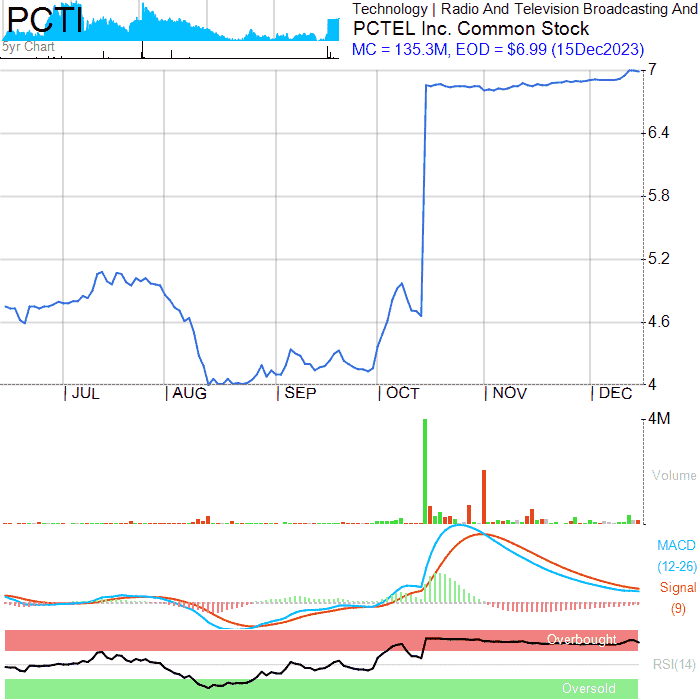 PCTI
5yr Chart
Technology | Radio And Television Broadcasting And
PCTEL Inc. Common Stock
MC = 135.3M, EOD = $6.99 (15Dec2023)
7
6.4
5.8
5.2
4.6
4
| JUL | AUG | SEP | OCT | NOV | DEC
4M
Volume
MACD
(12-26)
Signal
(9)
Overbought
RSI(14)
Oversold